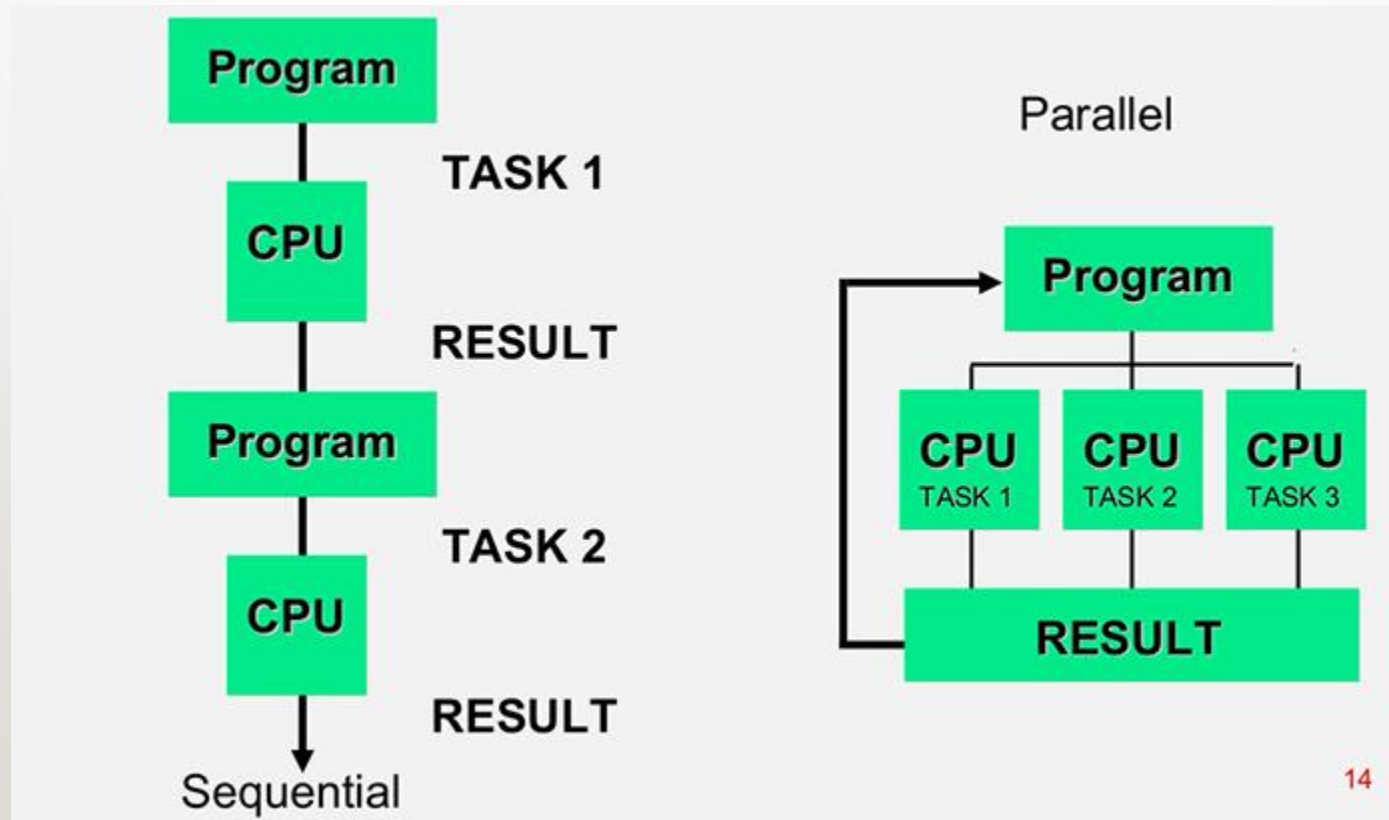 Program
TASK 1
CPU
RESULT
Program
TASK 2
CPU
RESULT
Sequential
Parallel
Program
CPU
TASK 1
CPU
TASK 2
CPU
TASK 3
RESULT
14